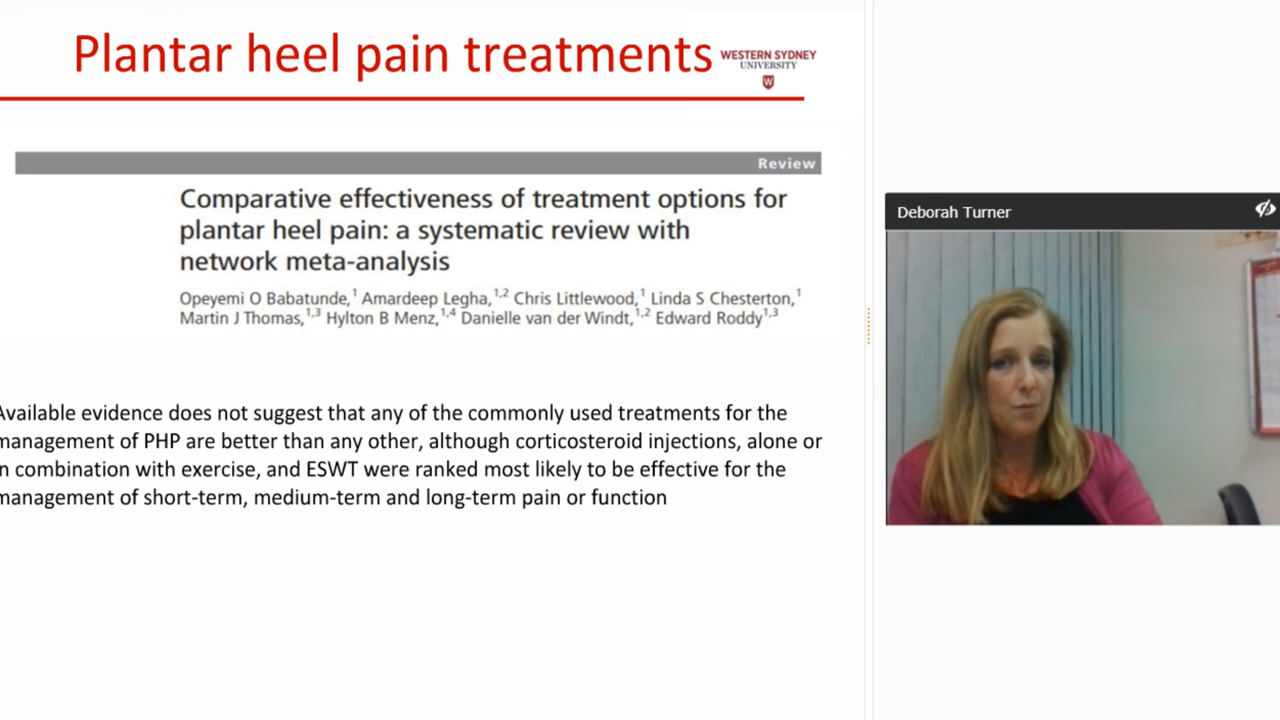 Plantar heel pain treatments
WESTERN SYDNEY
UNIVERSITY
W
Review
Comparative effectiveness of treatment options for
plantar heel pain: a systematic review with
network meta-analysis
Opeyemi O Babatunde,¹ Amardeep Legha,¹,² Chris Littlewood,¹ Linda S Chesterton,¹
Martin J Thomas,¹,³ Hylton B Menz,¹,⁴ Danielle van der Windt,¹,² Edward Roddy¹,³
Available evidence does not suggest that any of the commonly used treatments for the
management of PHP are better than any other, although corticosteroid injections, alone or
in combination with exercise, and ESWT were ranked most likely to be effective for the
management of short-term, medium-term and long-term pain or function
Deborah Turner